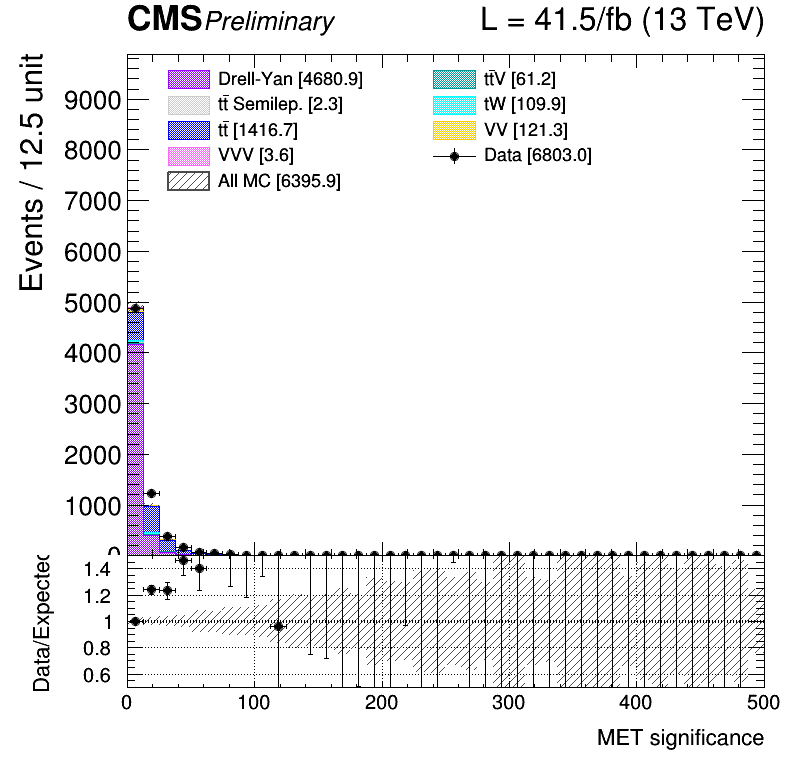 CMS Preliminary L = 41.5/fb (13 TeV)
Events / 12.5 unit
Drell-Yan [4680.9]
tt̄ Semilep. [2.3]
tt̄ [1416.7]
VVV [3.6]
All MC [6395.9]
tt̄V [61.2]
tW [109.9]
VV [121.3]
Data [6803.0]
9000
8000
7000
6000
5000
4000
3000
2000
1000
0
Data/Expected
1.4
1.2
1
0.8
0.6
0 100 200 300 400 500
MET significance